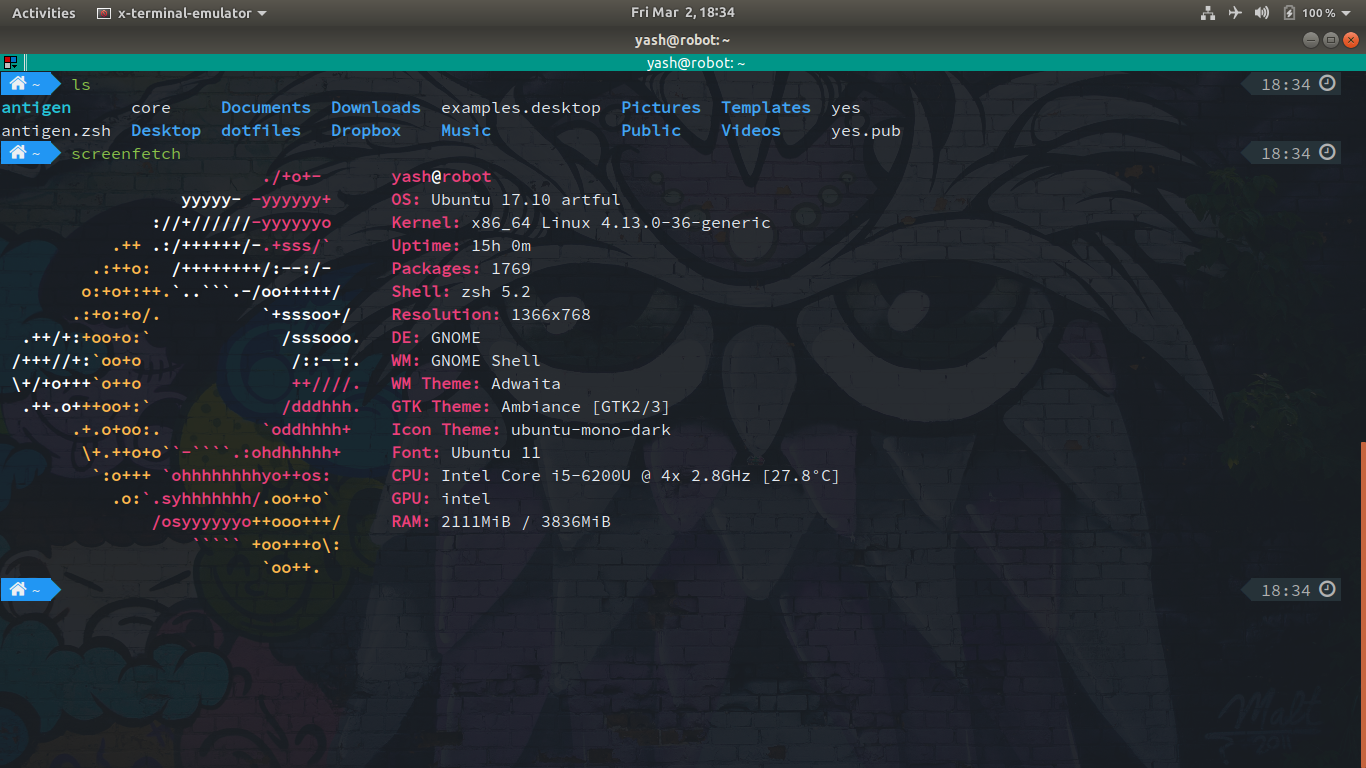 Activities x-terminal-emulator Fri Mar 2, 18:34 100%
yash@robot: ~
yash@robot: ~
~ ls 18:34
antigen core Documents Downloads examples.desktop Pictures Templates yes
antigen.zsh Desktop dotfiles Dropbox Music Public Videos yes.pub
~ screenfetch 18:34
./+o+- yash@robot
yyyyy- -yyyyyy+ OS: Ubuntu 17.10 artful
://+//////-yyyyyyo Kernel: x86_64 Linux 4.13.0-36-generic
.++ .:/++++++/-.+sss/` Uptime: 15h 0m
.:++o: /++++++++/:--:/- Packages: 1769
o:+o+:++.`..```.-/oo+++++/ Shell: zsh 5.2
.:+o:+o/. `+sssoo+/ Resolution: 1366x768
.++/+:+oo+o:` /sssooo. DE: GNOME
/+++//+:`oo+o /::--:. WM: GNOME Shell
\+/+o+++`o++o ++////. WM Theme: Adwaita
.++.o+++oo+:` /dddhhh. GTK Theme: Ambiance [GTK2/3]
.+.o+oo:. `oddhhhh+ Icon Theme: ubuntu-mono-dark
\+.++o+o``-````.:ohdhhhhh+ Font: Ubuntu 11
`:o+++ `ohhhhhhhhyo++os: CPU: Intel Core i5-6200U @ 4x 2.8GHz [27.8°C]
.o:`.syhhhhhhh/.oo++o` GPU: intel
/osyyyyyyo++ooo+++/ RAM: 2111MiB / 3836MiB
````` +oo+++o\:
`oo++.
~ 18:34
Malt